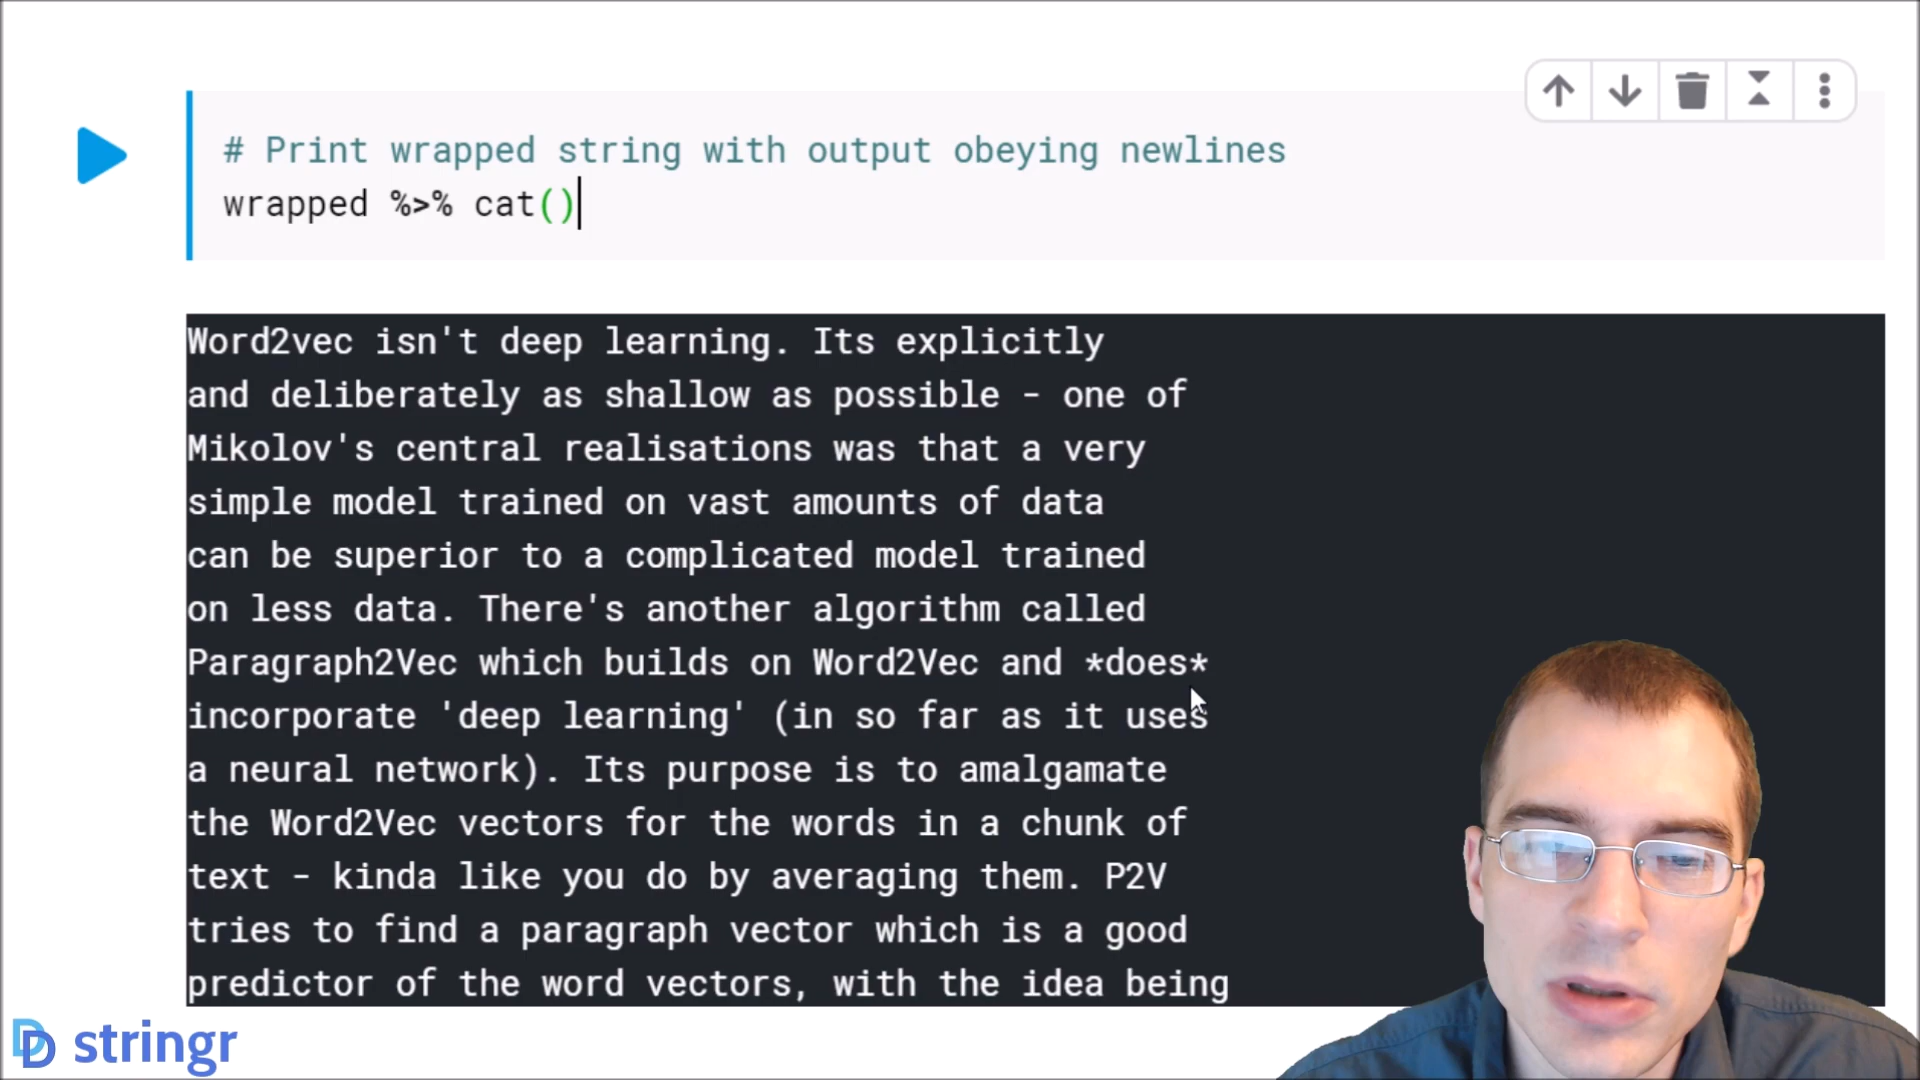 # Print wrapped string with output obeying newlines
wrapped %>% cat()
Word2vec isn't deep learning. Its explicitly
and deliberately as shallow as possible - one of
Mikolov's central realisations was that a very
simple model trained on vast amounts of data
can be superior to a complicated model trained
on less data. There's another algorithm called
Paragraph2Vec which builds on Word2Vec and *does*
incorporate 'deep learning' (in so far as it uses
a neural network). Its purpose is to amalgamate
the Word2Vec vectors for the words in a chunk of
text - kinda like you do by averaging them. P2V
tries to find a paragraph vector which is a good
predictor of the word vectors, with the idea being
stringr